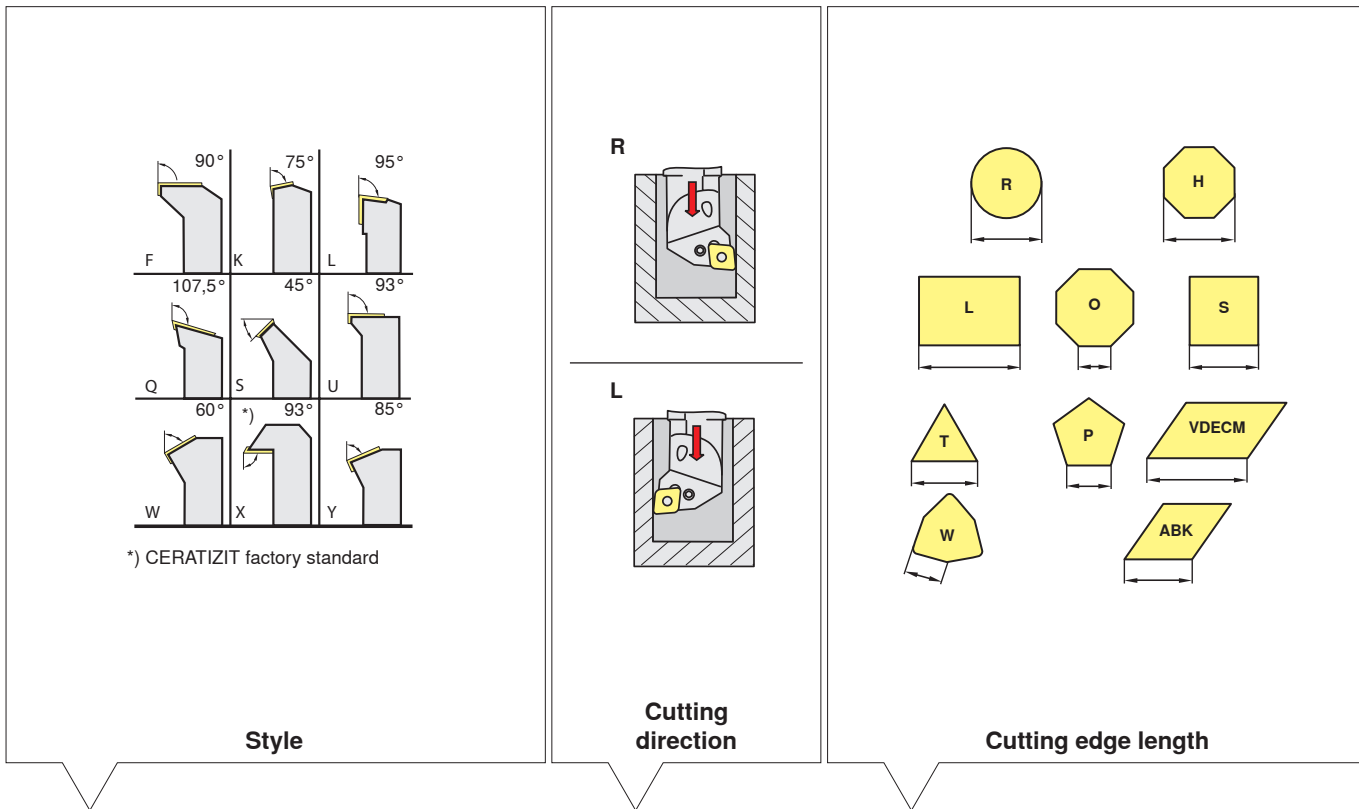 90°
75°
95°
F
K
L
107,5°
45°
93°
Q
S
U
60°
*)
93°
85°
W
X
Y
*) CERATIZIT factory standard
Style
R
L
Cutting
direction
R
H
L
O
S
T
P
VDECM
W
ABK
Cutting edge length